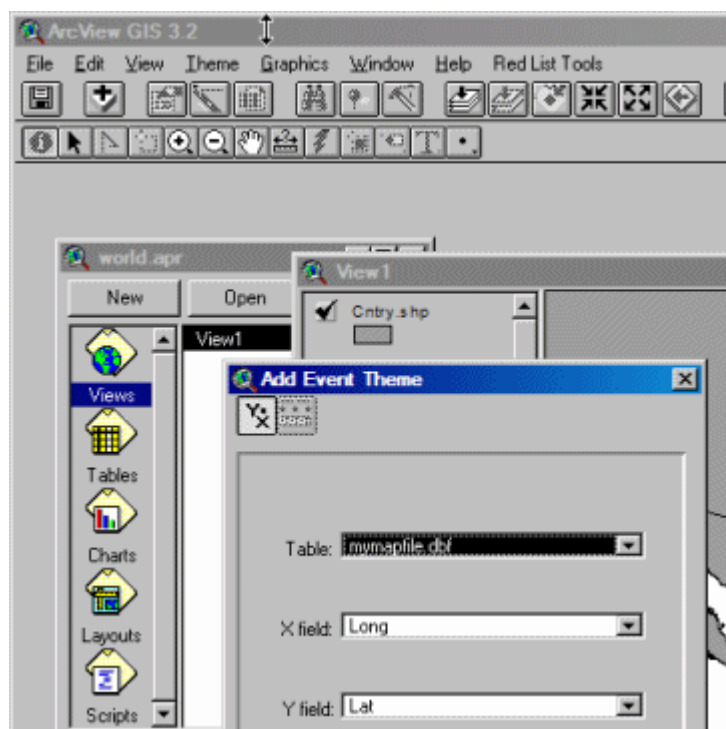 ArcView GIS 3.2
File Edit View Theme Graphics Window Help Red List Tools
world.apr
New Open
View1
Views
Tables
Charts
Layouts
Scripts
View1
Cntry.shp
Add Event Theme
Table: mymapfile.dbf
X field: Long
Y field: Lat